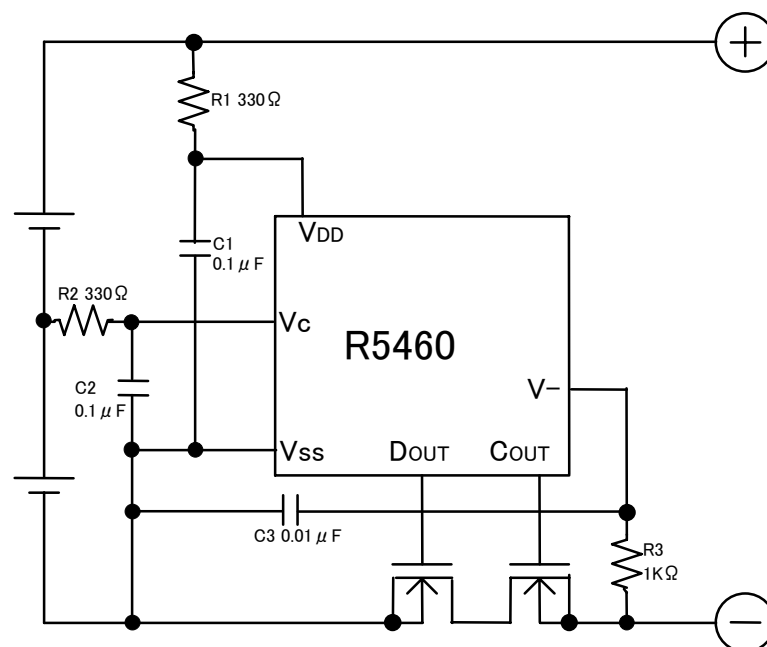 +
R1 330Ω
VDD
C1
0.1μF
R2 330Ω
Vc
R5460
C2
0.1μF
V-
Vss
DOUT
COUT
C3 0.01μF
R3
1KΩ
-